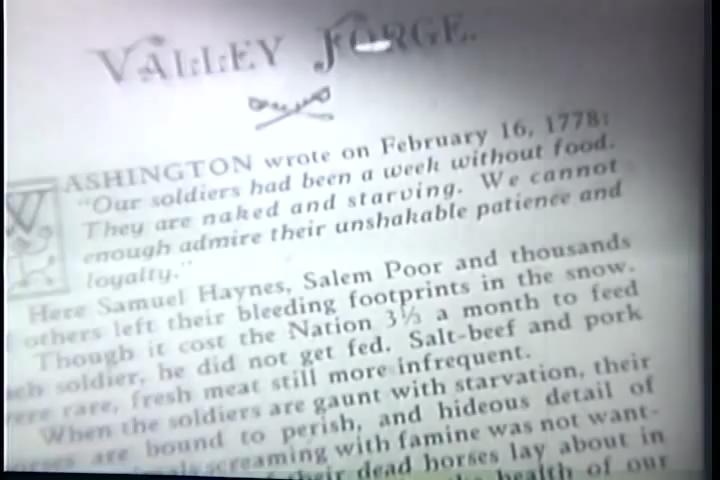 VALLEY FORGE.
WASHINGTON wrote on February 16, 1778:
"Our soldiers had been a week without food.
They are naked and starving. We cannot
enough admire their unshakable patience and
loyalty."
Here Samuel Haynes, Salem Poor and thousands
others left their bleeding footprints in the snow.
Though it cost the Nation 3⅓ a month to feed
soldier, he did not get fed. Salt-beef and pork
were rare, fresh meat still more infrequent.
When the soldiers are gaunt with starvation, their
are bound to perish, and hideous detail of
screaming with famine was not want-
their dead horses lay about in
health of our